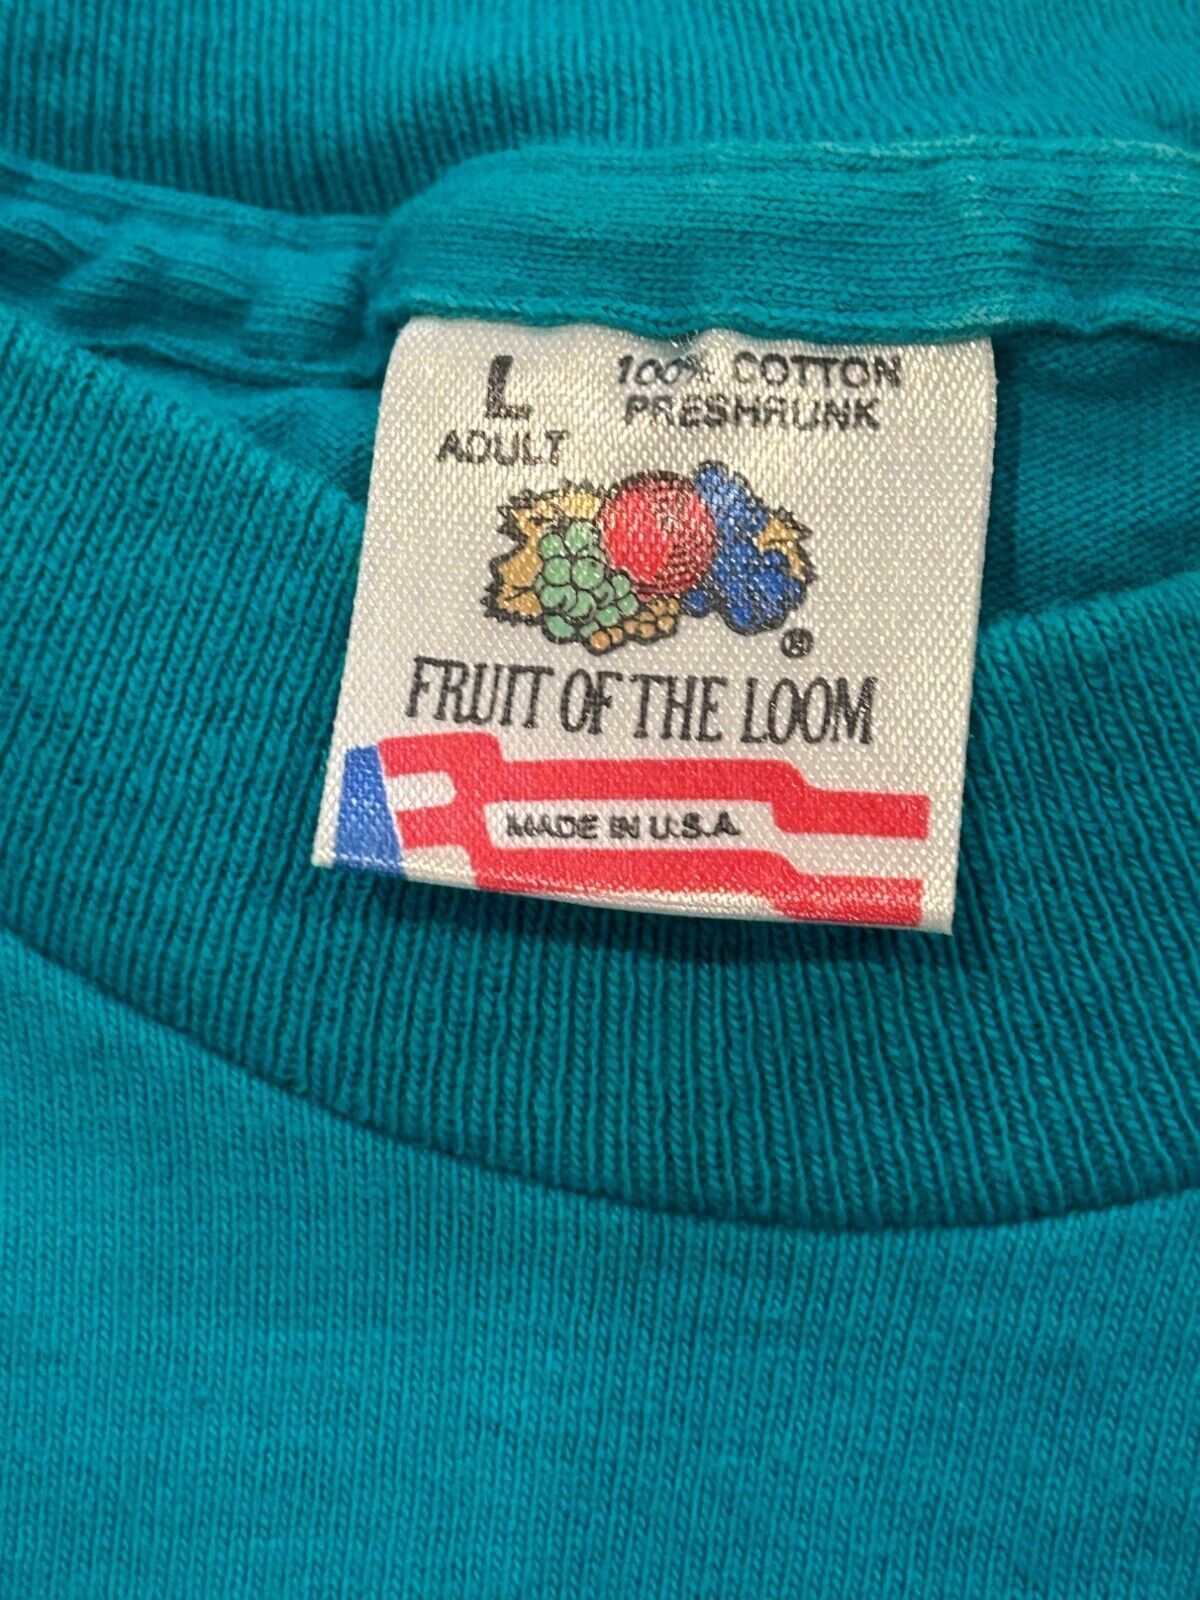 L
ADULT
100% COTTON
PRESHRUNK
®
FRUIT OF THE LOOM
MADE IN U.S.A.